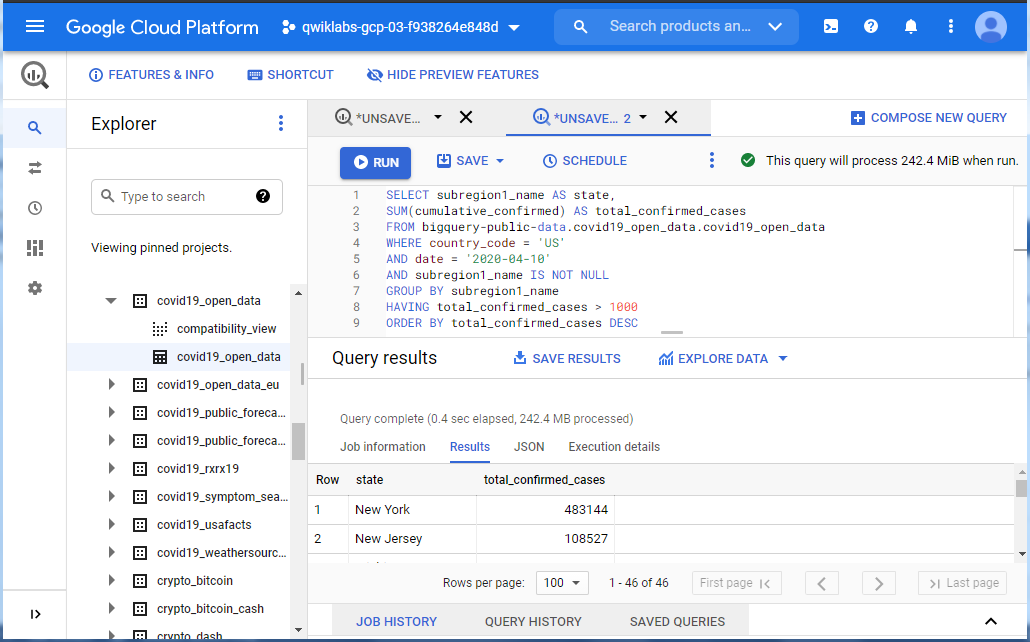 Google Cloud Platform
qwiklabs-gcp-03-f938264e848d
Search products an...
FEATURES & INFO
SHORTCUT
HIDE PREVIEW FEATURES
Explorer
Type to search
Viewing pinned projects.
covid19_open_data
compatibility_view
covid19_open_data
covid19_open_data_eu
covid19_public_foreca...
covid19_public_foreca...
covid19_rxrx19
covid19_symptom_sea...
covid19_usafacts
covid19_weathersourc...
crypto_bitcoin
crypto_bitcoin_cash
crypto_dash
*UNSAVE...
*UNSAVE... 2
COMPOSE NEW QUERY
RUN
SAVE
SCHEDULE
This query will process 242.4 MiB when run.
1 SELECT subregion1_name AS state,
2 SUM(cumulative_confirmed) AS total_confirmed_cases
3 FROM bigquery-public-data.covid19_open_data.covid19_open_data
4 WHERE country_code = 'US'
5 AND date = '2020-04-10'
6 AND subregion1_name IS NOT NULL
7 GROUP BY subregion1_name
8 HAVING total_confirmed_cases > 1000
9 ORDER BY total_confirmed_cases DESC
Query results
SAVE RESULTS
EXPLORE DATA
Query complete (0.4 sec elapsed, 242.4 MB processed)
Job information Results JSON Execution details
Row state total_confirmed_cases
1 New York 483144
2 New Jersey 108527
Rows per page: 100 1 - 46 of 46 First page Last page
JOB HISTORY QUERY HISTORY SAVED QUERIES